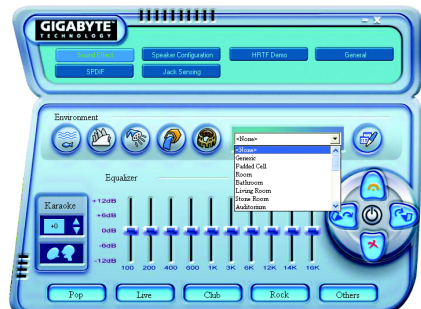 GIGABYTE™
TECHNOLOGY
Sound Effect Speaker Configuration HRTF Demo General
SPDIF Jack Sensing
Environment
<None>
<None>
Generic
Padded Cell
Room
Bathroom
Living Room
Stone Room
Auditorium
Equalizer
Karaoke
+0
+12dB
+6dB
0dB
-6dB
-12dB
100 200 400 600 1K 3K 6K 12K 14K 16K
Pop Live Club Rock Others